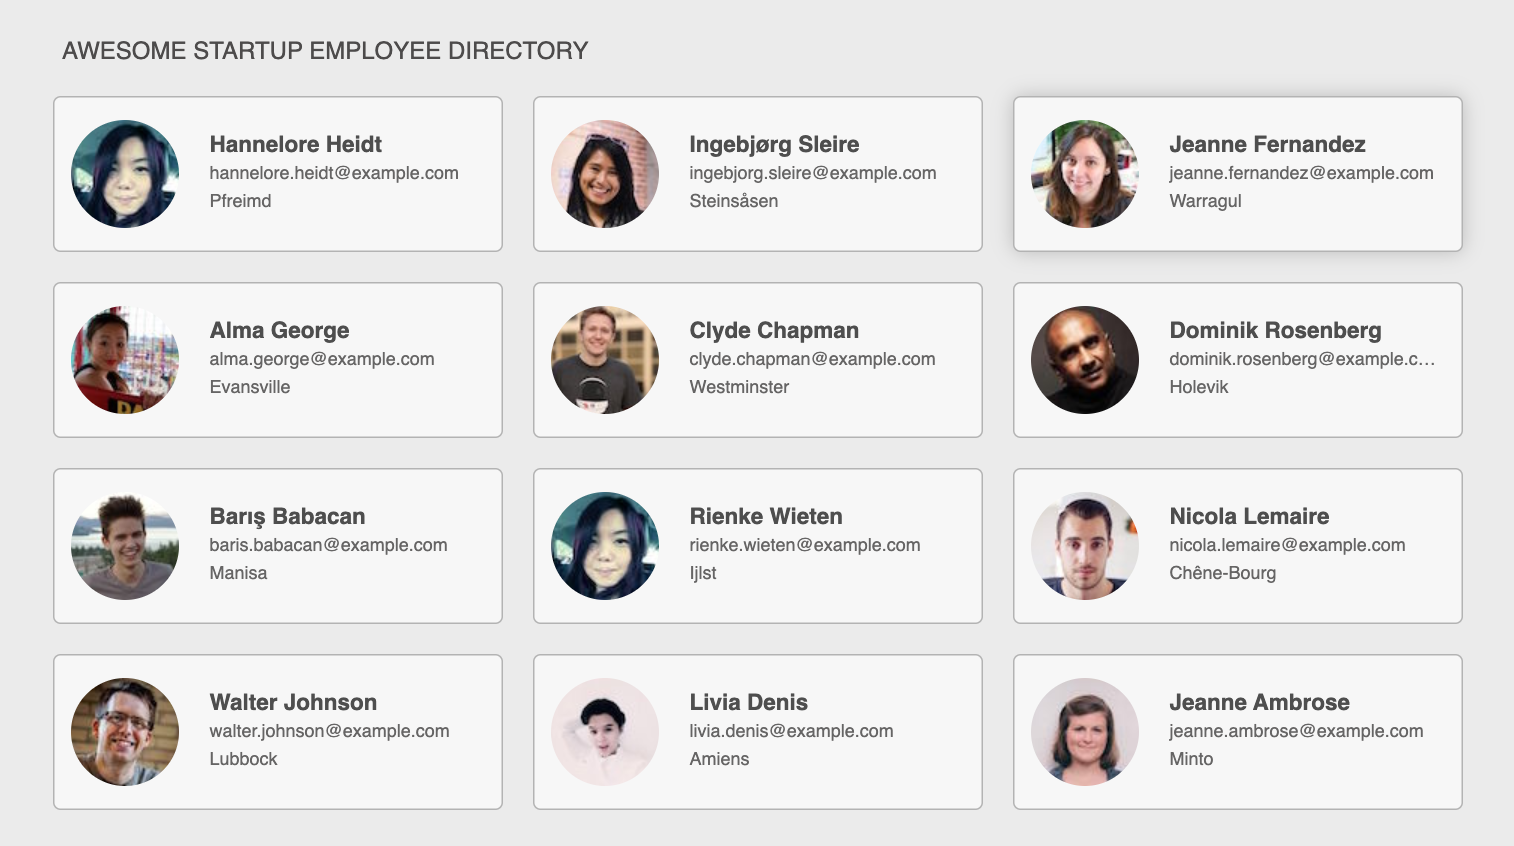 AWESOME STARTUP EMPLOYEE DIRECTORY
Hannelore Heidt
hannelore.heidt@example.com
Pfreimd
Ingebjørg Sleire
ingebjorg.sleire@example.com
Steinsåsen
Jeanne Fernandez
jeanne.fernandez@example.com
Warragul
Alma George
alma.george@example.com
Evansville
Clyde Chapman
clyde.chapman@example.com
Westminster
Dominik Rosenberg
dominik.rosenberg@example.c...
Holevik
Barış Babacan
baris.babacan@example.com
Manisa
Rienke Wieten
rienke.wieten@example.com
Ijlst
Nicola Lemaire
nicola.lemaire@example.com
Chêne-Bourg
Walter Johnson
walter.johnson@example.com
Lubbock
Livia Denis
livia.denis@example.com
Amiens
Jeanne Ambrose
jeanne.ambrose@example.com
Minto